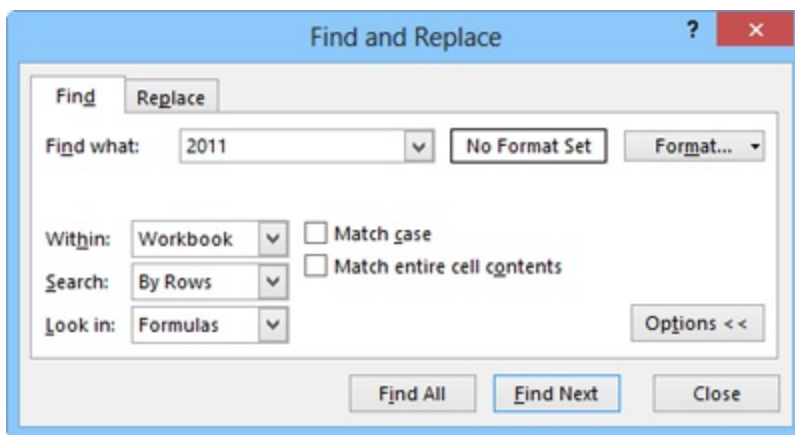 Find and Replace ?
Find Replace
Find what: 2011 No Format Set Format...
Within: Workbook Match case
Match entire cell contents
Search: By Rows
Look in: Formulas Options <<
Find All Find Next Close